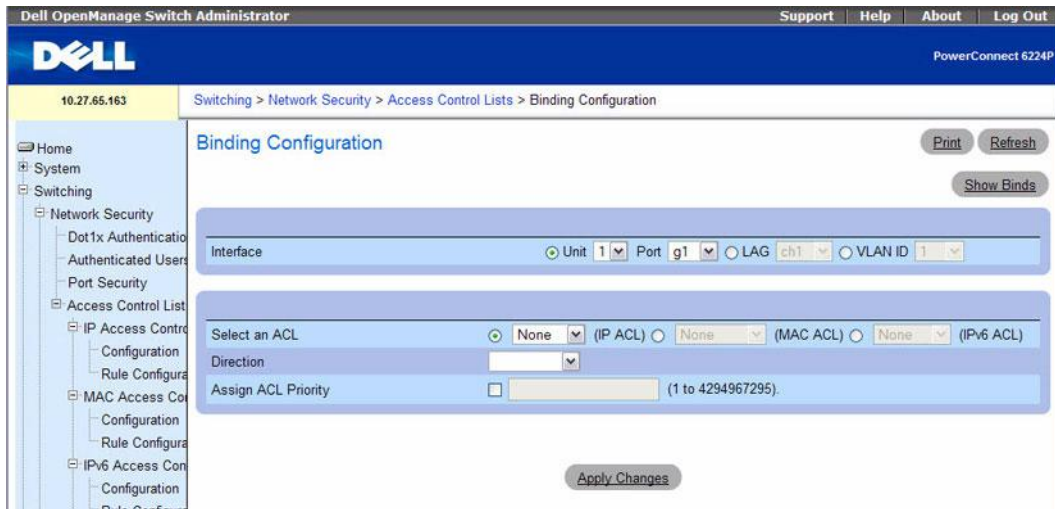 Dell OpenManage Switch Administrator Support Help About Log Out
DELL
PowerConnect 6224P
10.27.65.163
Switching > Network Security > Access Control Lists > Binding Configuration
Home
System
Switching
Network Security
Dot1x Authenticatio
Authenticated Users
Port Security
Access Control List
IP Access Contro
Configuration
Rule Configura
MAC Access Con
Configuration
Rule Configura
IPv6 Access Con
Configuration
Binding Configuration
Print Refresh
Show Binds
Interface Unit 1 Port g1 LAG ch1 VLAN ID 1
Select an ACL None (IP ACL) None (MAC ACL) None (IPv6 ACL)
Direction
Assign ACL Priority (1 to 4294967295).
Apply Changes